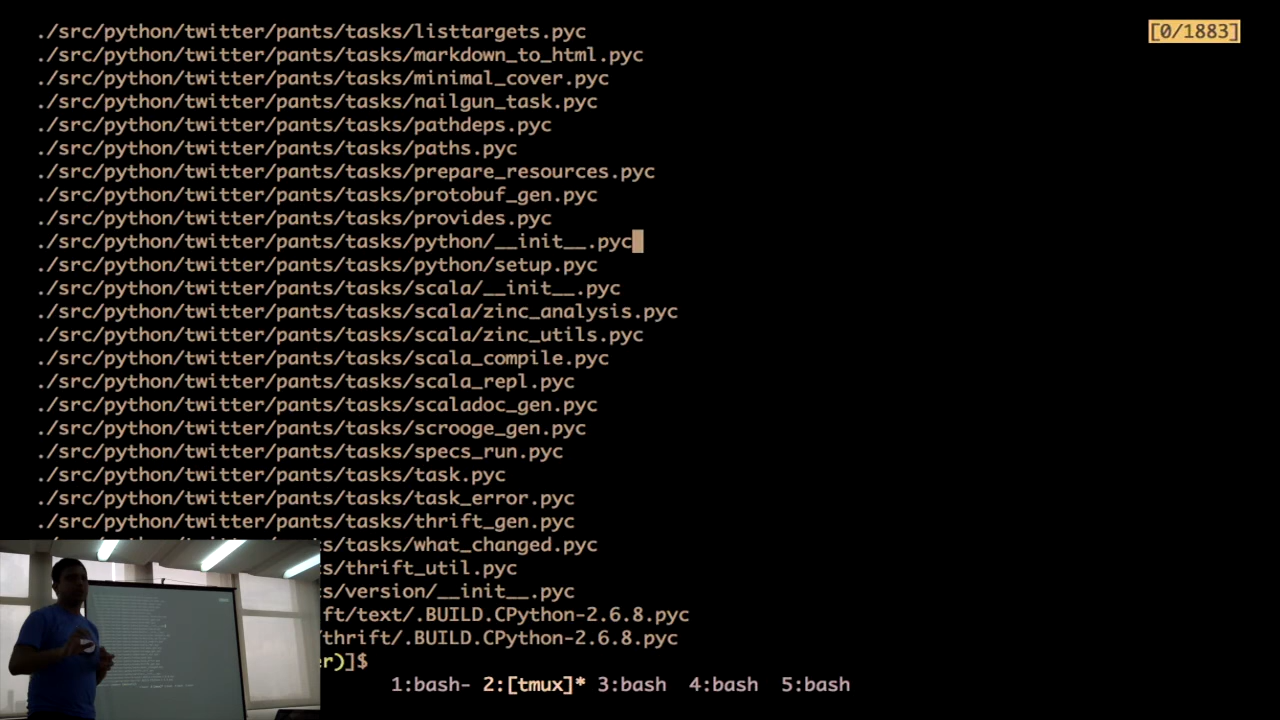 ./src/python/twitter/pants/tasks/listtargets.pyc
[0/1883]
./src/python/twitter/pants/tasks/markdown_to_html.pyc
./src/python/twitter/pants/tasks/minimal_cover.pyc
./src/python/twitter/pants/tasks/nailgun_task.pyc
./src/python/twitter/pants/tasks/pathdeps.pyc
./src/python/twitter/pants/tasks/paths.pyc
./src/python/twitter/pants/tasks/prepare_resources.pyc
./src/python/twitter/pants/tasks/protobuf_gen.pyc
./src/python/twitter/pants/tasks/provides.pyc
./src/python/twitter/pants/tasks/python/__init__.pyc
./src/python/twitter/pants/tasks/python/setup.pyc
./src/python/twitter/pants/tasks/scala/__init__.pyc
./src/python/twitter/pants/tasks/scala/zinc_analysis.pyc
./src/python/twitter/pants/tasks/scala/zinc_utils.pyc
./src/python/twitter/pants/tasks/scala_compile.pyc
./src/python/twitter/pants/tasks/scala_repl.pyc
./src/python/twitter/pants/tasks/scaladoc_gen.pyc
./src/python/twitter/pants/tasks/scrooge_gen.pyc
./src/python/twitter/pants/tasks/specs_run.pyc
./src/python/twitter/pants/tasks/task.pyc
./src/python/twitter/pants/tasks/task_error.pyc
./src/python/twitter/pants/tasks/thrift_gen.pyc
s/tasks/what_changed.pyc
s/thrift_util.pyc
s/version/__init__.pyc
ft/text/.BUILD.CPython-2.6.8.pyc
/thrift/.BUILD.CPython-2.6.8.pyc
er)]$
1:bash- 2:[tmux]* 3:bash 4:bash 5:bash